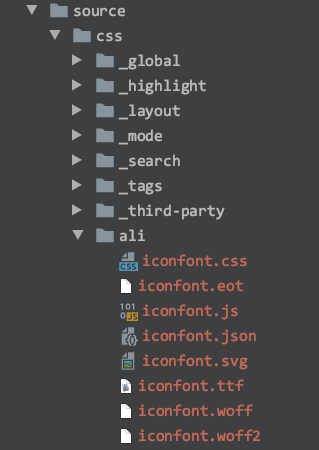 source
css
_global
_highlight
_layout
_mode
_search
_tags
_third-party
ali
CSS iconfont.css
iconfont.eot
101 0 JS iconfont.js
iconfont.json
iconfont.svg
iconfont.ttf
iconfont.woff
iconfont.woff2